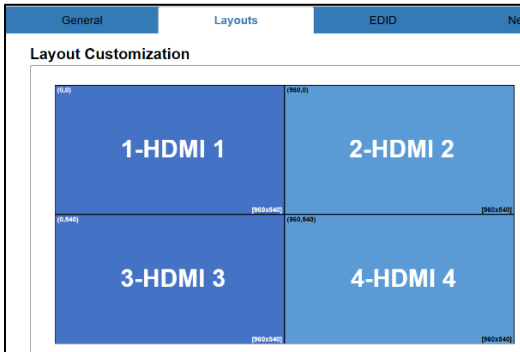 General Layouts EDID Ne
Layout Customization
(0,0) (960,0)
1-HDMI 1 2-HDMI 2
[960x540] [960x540]
(0,540) (960,540)
3-HDMI 3 4-HDMI 4
[960x540] [960x540]